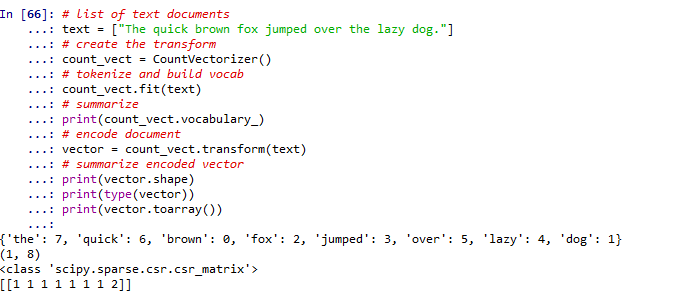 In [66]: # list of text documents
...: text = ["The quick brown fox jumped over the lazy dog."]
...: # create the transform
...: count_vect = CountVectorizer()
...: # tokenize and build vocab
...: count_vect.fit(text)
...: # summarize
...: print(count_vect.vocabulary_)
...: # encode document
...: vector = count_vect.transform(text)
...: # summarize encoded vector
...: print(vector.shape)
...: print(type(vector))
...: print(vector.toarray())
...:
{'the': 7, 'quick': 6, 'brown': 0, 'fox': 2, 'jumped': 3, 'over': 5, 'lazy': 4, 'dog': 1}
(1, 8)
<class 'scipy.sparse.csr.csr_matrix'>
[[1 1 1 1 1 1 1 2]]